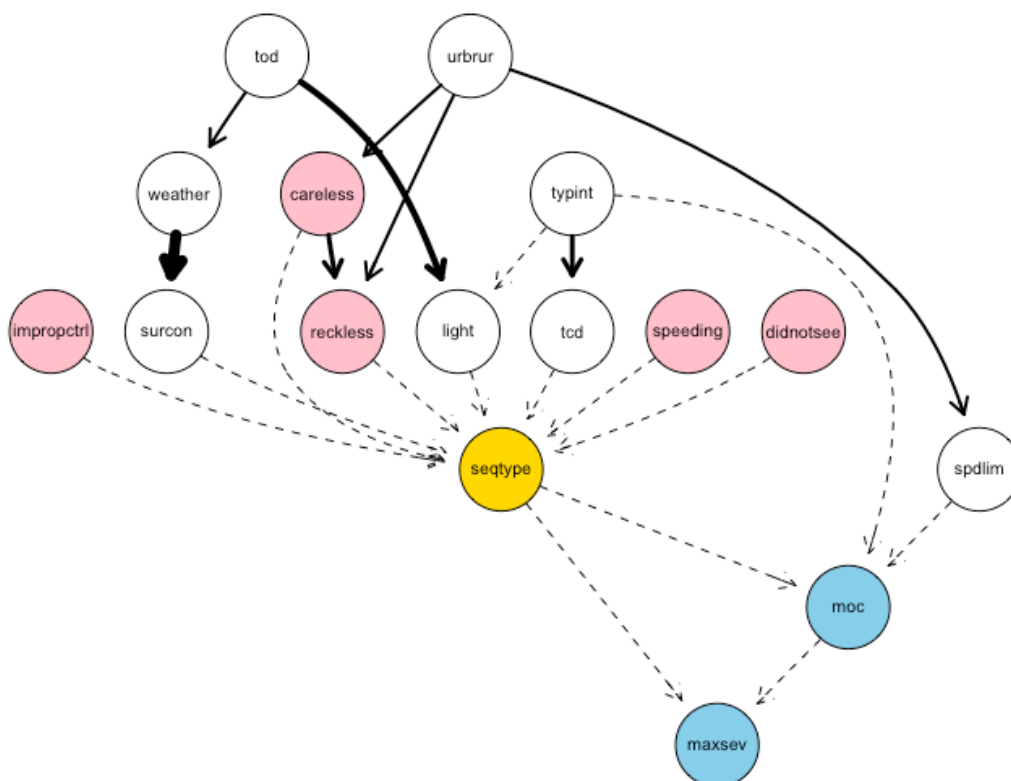 tod
urbrur
weather
careless
typint
impropctrl
surcon
reckless
light
tcd
speeding
didnotsee
seqtype
spdlim
moc
maxsev